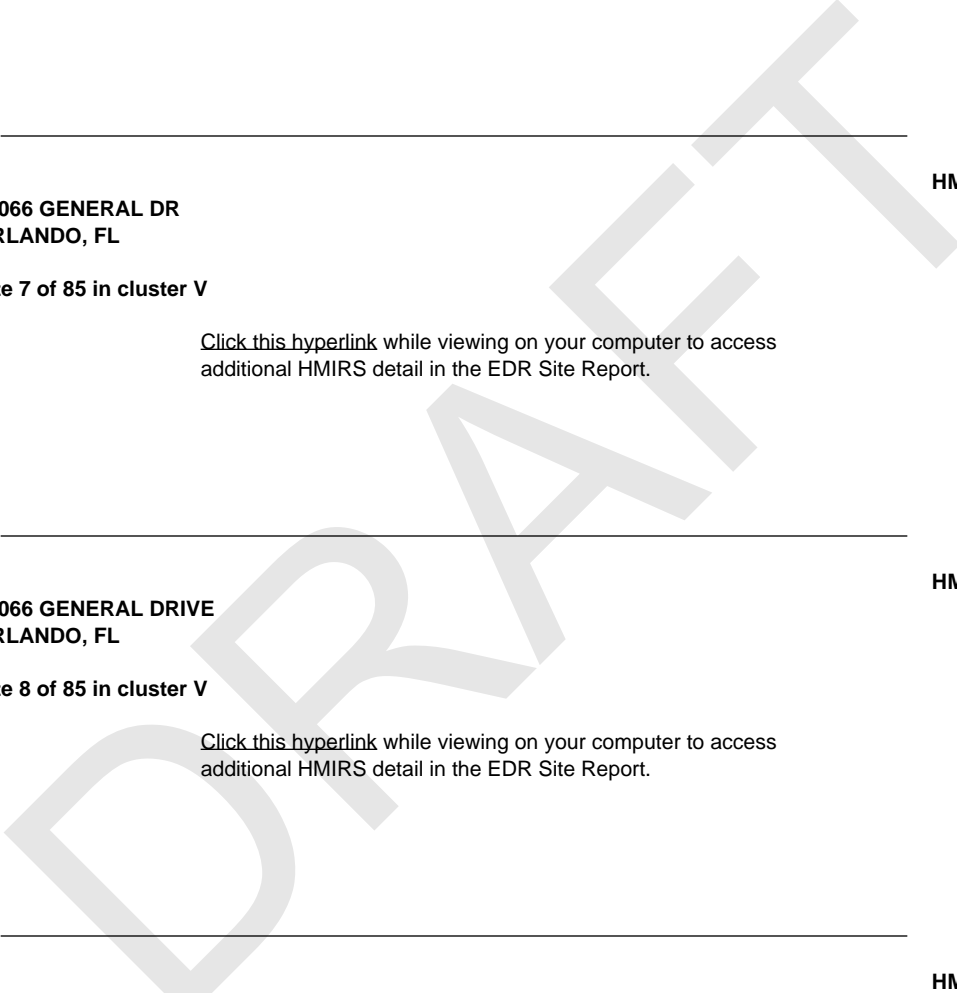 HM
066 GENERAL DR
RLANDO, FL
e 7 of 85 in cluster V
Click this hyperlink while viewing on your computer to access
additional HMIRS detail in the EDR Site Report.
HM
066 GENERAL DRIVE
RLANDO, FL
e 8 of 85 in cluster V
Click this hyperlink while viewing on your computer to access
additional HMIRS detail in the EDR Site Report.
HM
DRAFT